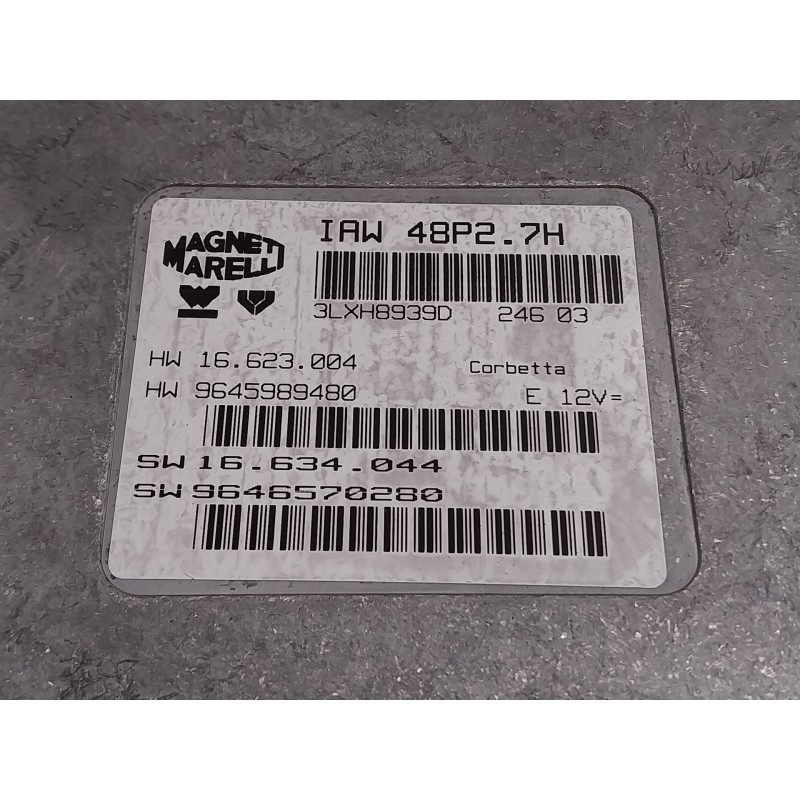 MAGNETI
MARELLI
IAW 48P2.7H
3LXH8939D 246 03
HW 16.623.004
Corbetta
HW 9645989480
E 12V=
SW 16.634.044
SW 9646570280